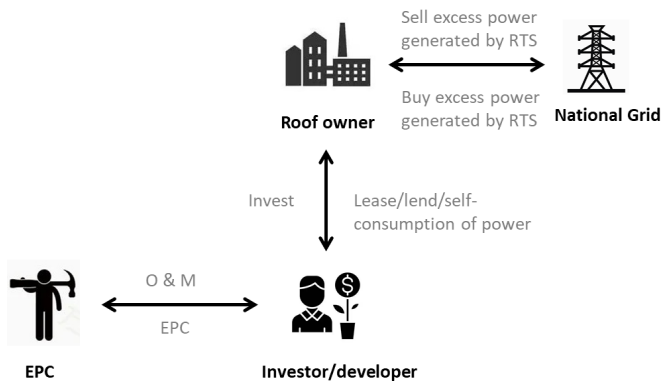 Sell excess power
generated by RTS
Buy excess power
generated by RTS
National Grid
Roof owner
Invest
Lease/lend/self-
consumption of power
O & M
EPC
$
EPC
Investor/developer